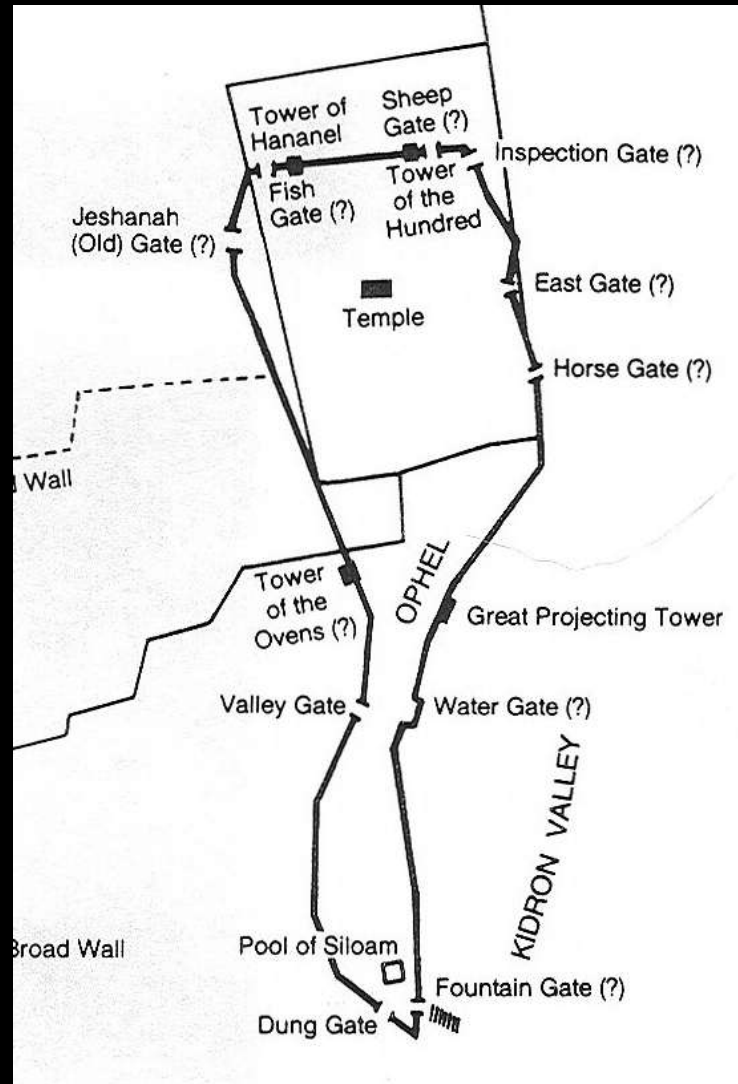 Tower of
Hananel
Sheep
Gate (?)
Inspection Gate (?)
Fish
Gate (?)
Tower
of the
Hundred
Jeshanah
(Old) Gate (?)
East Gate (?)
Temple
Horse Gate (?)
Wall
OPHEL
Tower
of the
Ovens (?)
Great Projecting Tower
Valley Gate
Water Gate (?)
KIDRON VALLEY
Broad Wall
Pool of Siloam
Fountain Gate (?)
Dung Gate